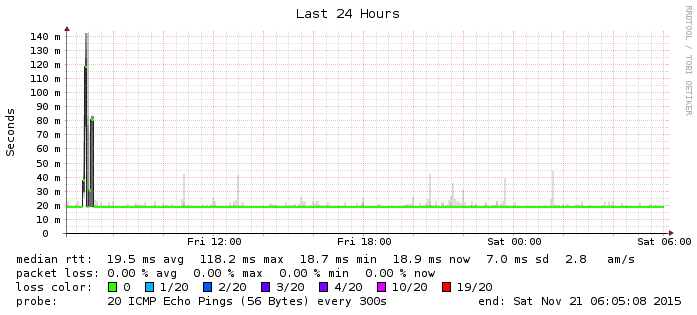 Last 24 Hours
RRDTOOL / TOBI OETIKER
Seconds
140 m
130 m
120 m
110 m
100 m
90 m
80 m
70 m
60 m
50 m
40 m
30 m
20 m
10 m
0
Fri 12:00 Fri 18:00 Sat 00:00 Sat 06:00
median rtt: 19.5 ms avg 118.2 ms max 18.7 ms min 18.9 ms now 7.0 ms sd 2.8 am/s
packet loss: 0.00 % avg 0.00 % max 0.00 % min 0.00 % now
loss color: 0 1/20 2/20 3/20 4/20 10/20 19/20
probe: 20 ICMP Echo Pings (56 Bytes) every 300s end: Sat Nov 21 06:05:08 2015